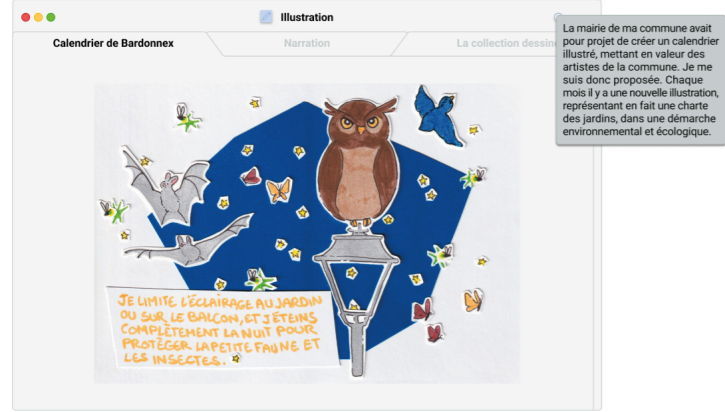 Illustration
Calendrier de Bardonnex
Narration
La collection dessin
La mairie de ma commune avait
pour projet de créer un calendrier
illustré, mettant en valeur des
artistes de la commune. Je me
suis donc proposée. Chaque
mois il y a une nouvelle illustration,
représentant en fait une charte
des jardins, dans une démarche
environnemental et écologique.
JE LIMITE L'ÉCLAIRAGE AU JARDIN
OU SUR LE BALCON, ET J'ÉTEINS
COMPLÈTEMENT LA NUIT POUR
PROTÉGER LA PETITE FAUNE ET
LES INSECTES.